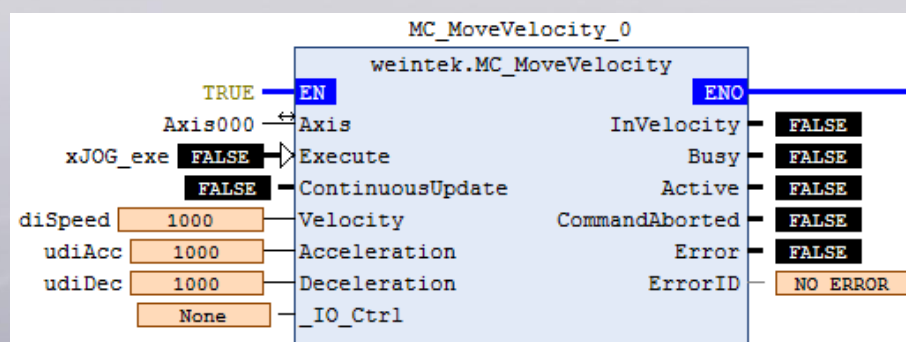 MC_MoveVelocity_0
weintek.MC_MoveVelocity
TRUE EN ENO
Axis000 Axis InVelocity FALSE
xJOG_exe FALSE Execute Busy FALSE
FALSE ContinuousUpdate Active FALSE
diSpeed 1000 Velocity CommandAborted FALSE
udiAcc 1000 Acceleration Error FALSE
udiDec 1000 Deceleration ErrorID NO ERROR
None _IO_Ctrl